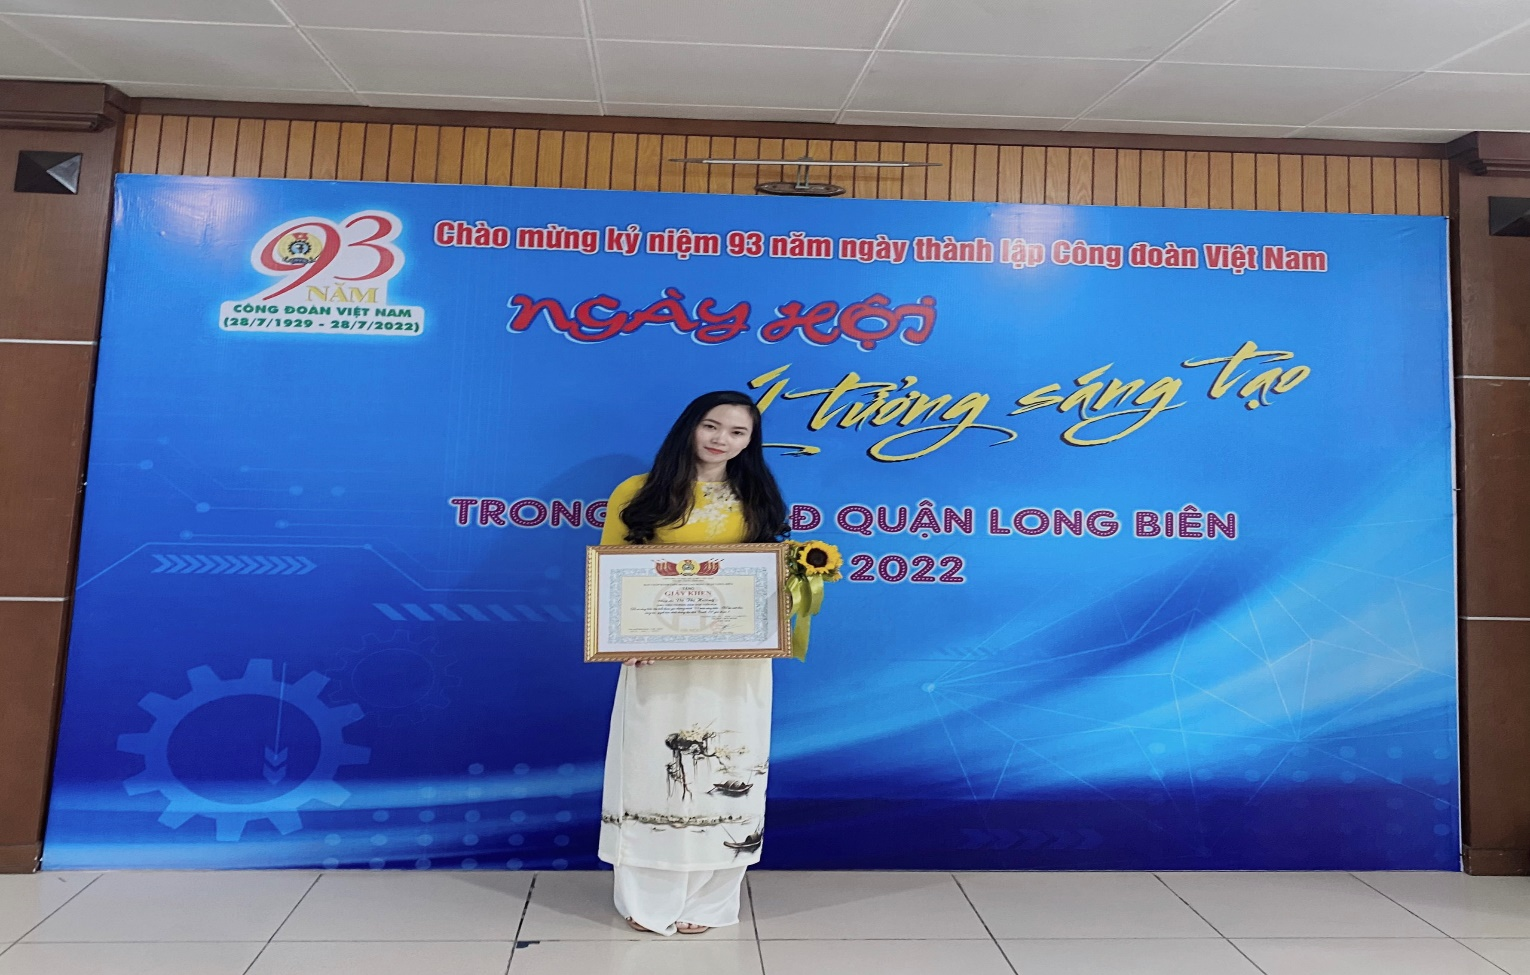 Chào mừng kỷ niệm 93 năm ngày thành lập Công đoàn Việt Nam
93
NĂM
CÔNG ĐOÀN VIỆT NAM
(28/7/1929 - 28/7/2022)
NGÀY HỘI
Ý tưởng sáng tạo
TRONG Đ QUẬN LONG BIÊN
2022
GIẤY KHEN